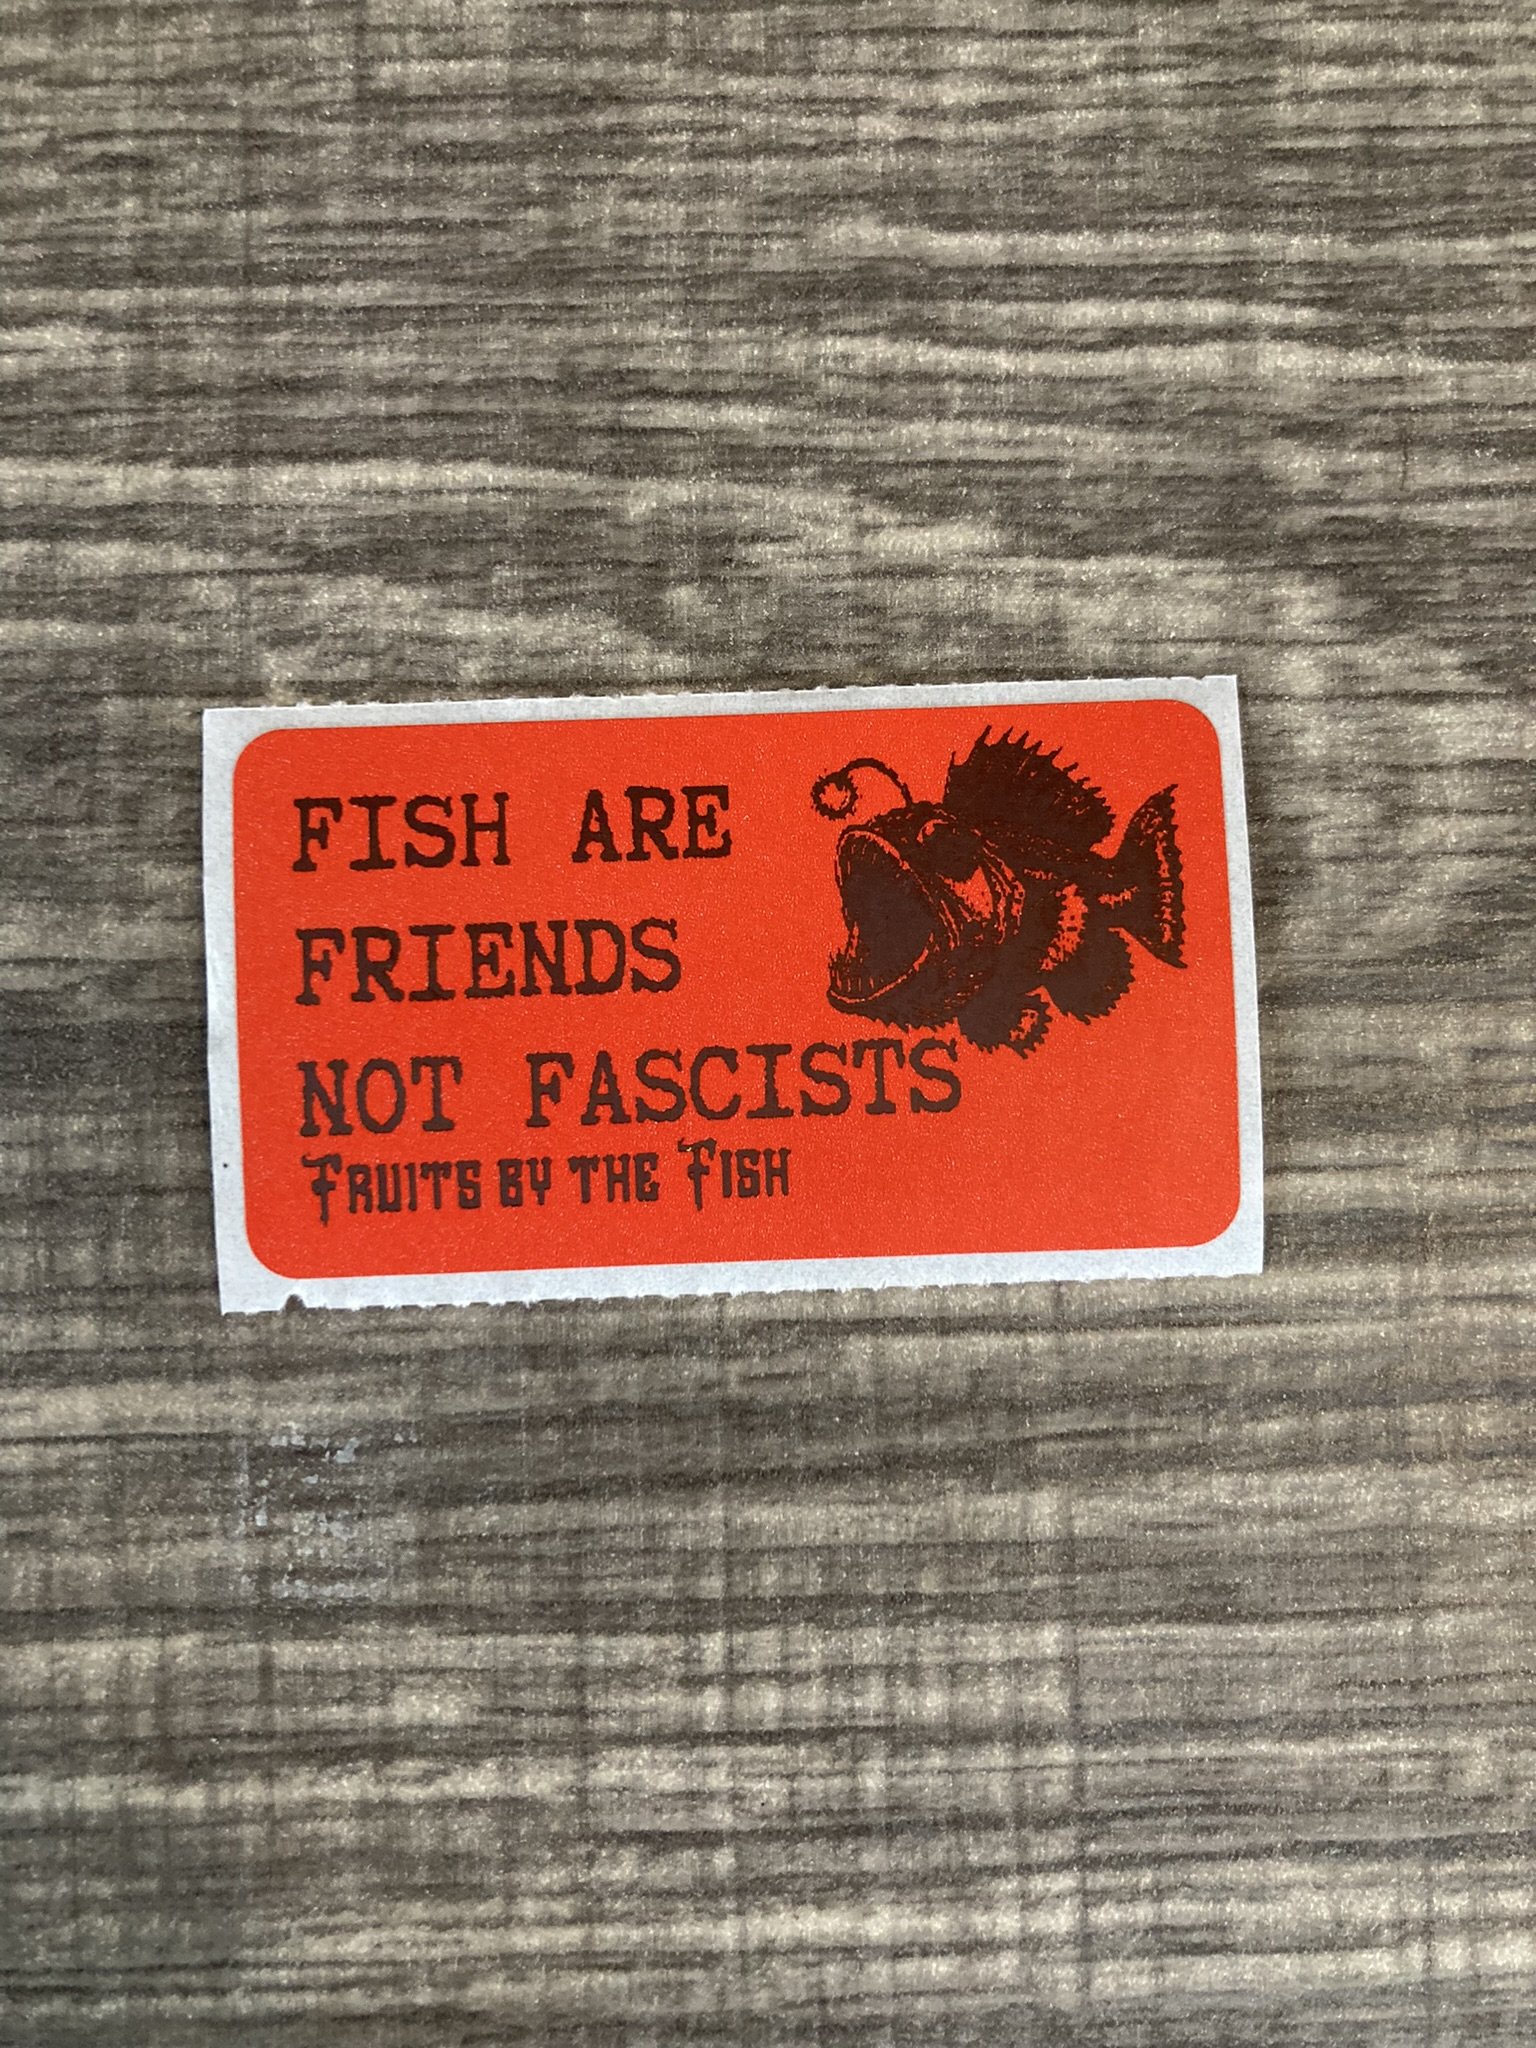 FISH ARE
FRIENDS
NOT FASCISTS
FRUITS BY THE FISH